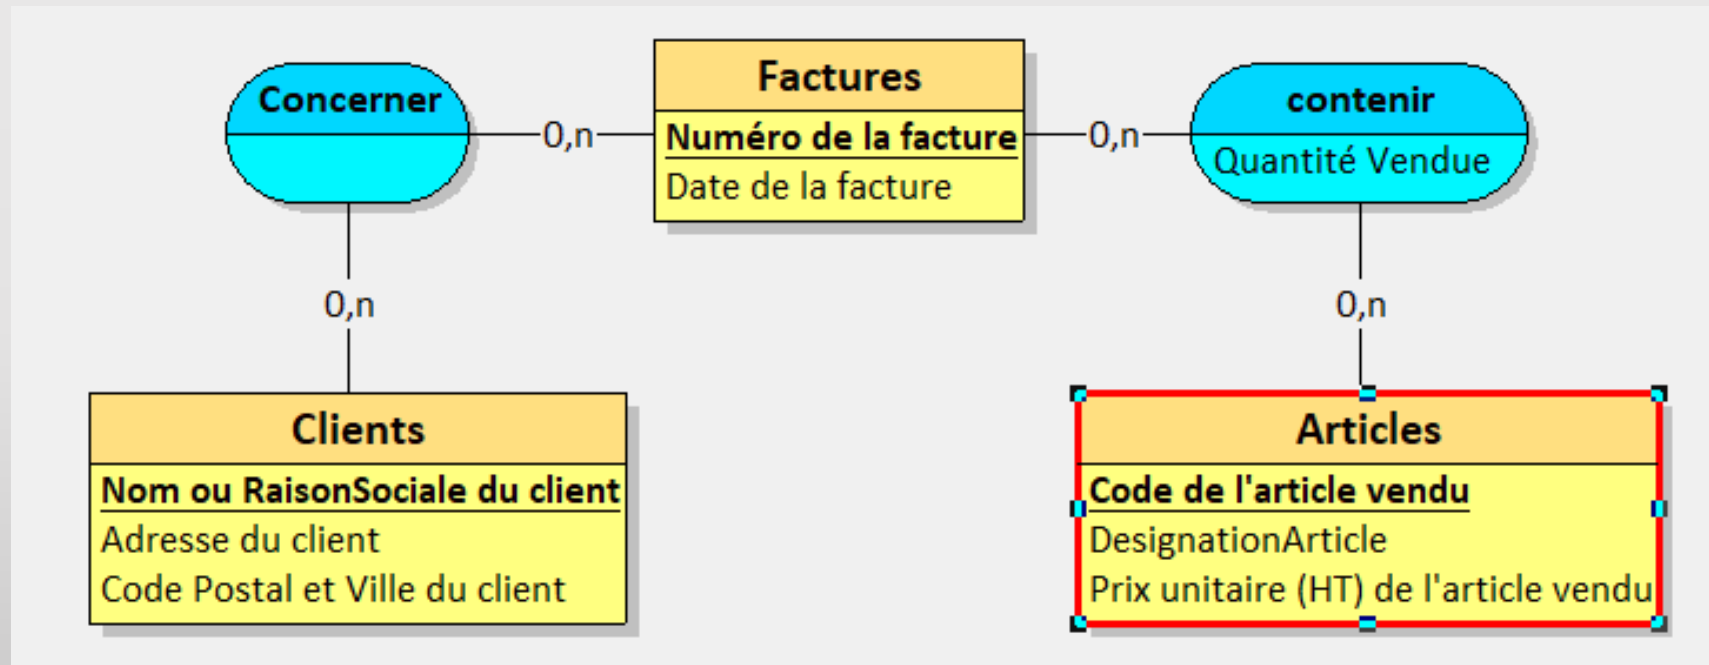 Factures
Concerner
contenir
0,n
Numéro de la facture
0,n
Quantité Vendue
Date de la facture
0,n
0,n
Clients
Articles
Nom ou RaisonSociale du client
Code de l'article vendu
Adresse du client
DesignationArticle
Code Postal et Ville du client
Prix unitaire (HT) de l'article vendu